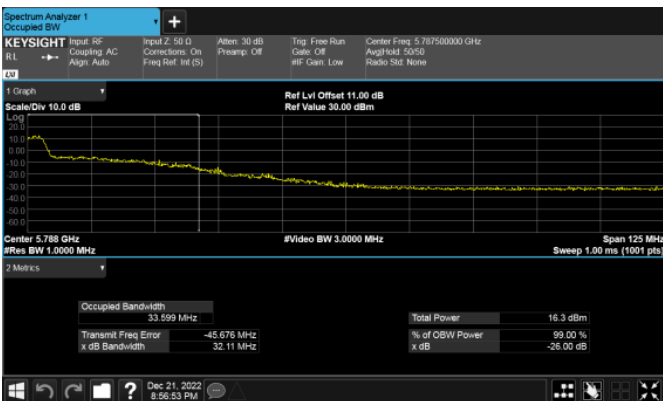 Spectrum Analyzer 1
Occupied BW
+
KEYSIGHT Input: RF Input Z: 50 Ω Atten: 30 dB Trig: Free Run Center Freq: 5.787500000 GHz
RL Coupling: AC Corrections: On Preamp: Off Gate: Off Avg|Hold: 50/50
Align: Auto Freq Ref: Int (S) #IF Gain: Low Radio Std: None
LXI
1 Graph Ref Lvl Offset 11.00 dB
Scale/Div 10.0 dB Ref Value 30.00 dBm
Log
20.0
10.0
0.00
-10.0
-20.0
-30.0
-40.0
-50.0
-60.0
Center 5.788 GHz #Video BW 3.0000 MHz Span 125 MHz
#Res BW 1.0000 MHz Sweep 1.00 ms (1001 pts)
2 Metrics
Occupied Bandwidth
33.599 MHz Total Power 16.3 dBm
Transmit Freq Error -45.676 MHz % of OBW Power 99.00 %
x dB Bandwidth 32.11 MHz x dB -26.00 dB
? Dec 21, 2022
8:56:53 PM